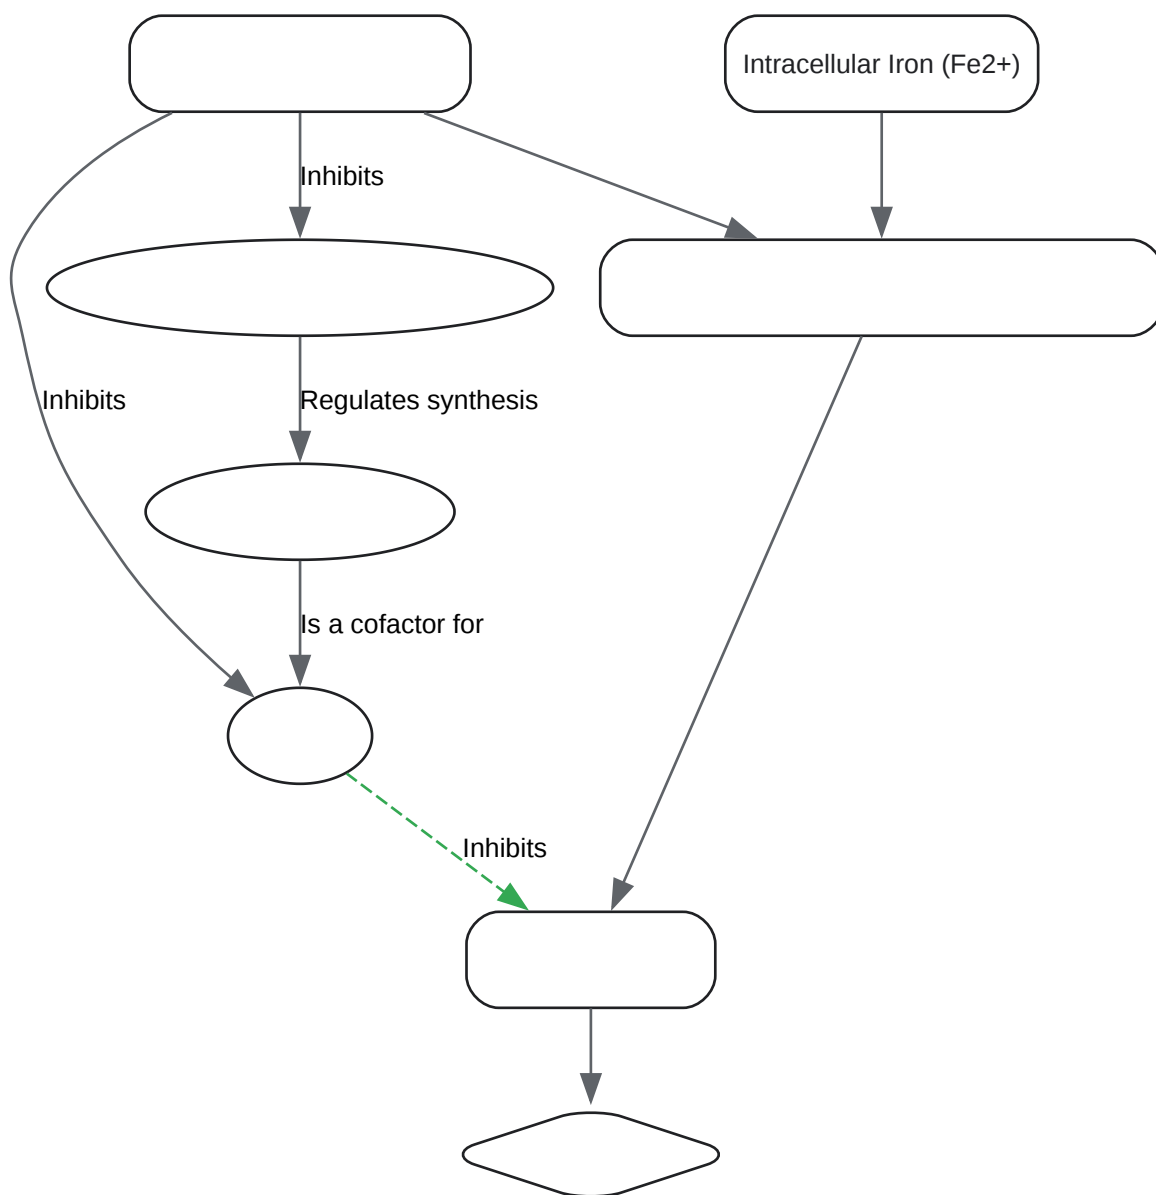 Intracellular Iron (Fe2+)
Inhibits
Inhibits
Regulates synthesis
Is a cofactor for
Inhibits